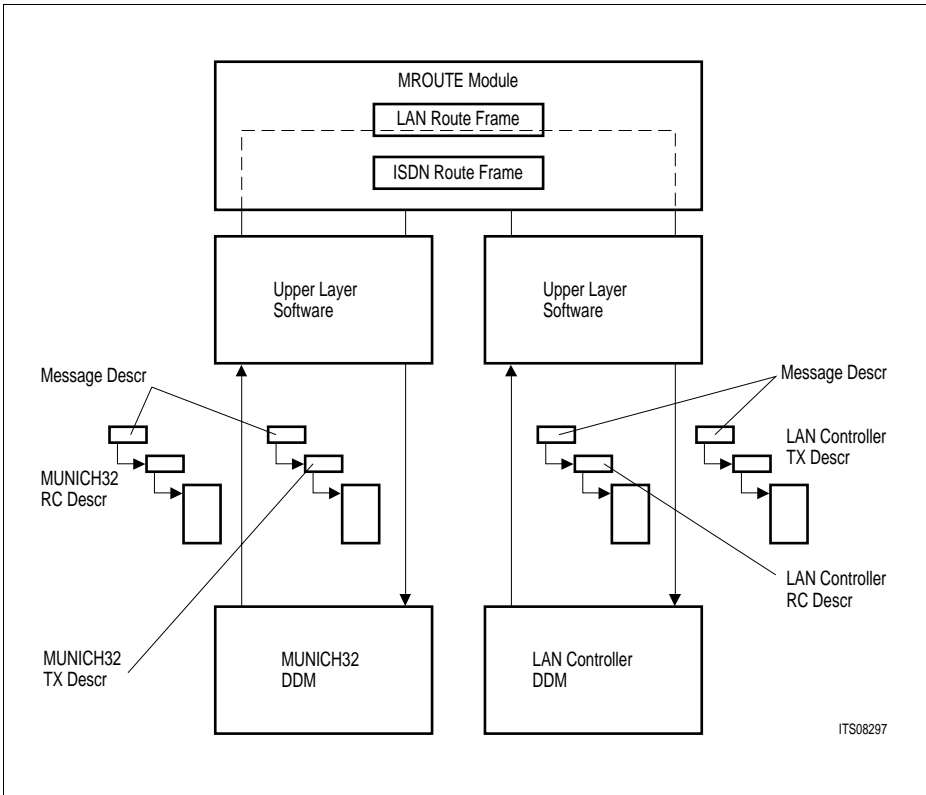 MROUTE Module
LAN Route Frame
ISDN Route Frame
Upper Layer
Software
Upper Layer
Software
Message Descr
Message Descr
MUNICH32
RC Descr
LAN Controller
TX Descr
LAN Controller
RC Descr
MUNICH32
TX Descr
MUNICH32
DDM
LAN Controller
DDM
ITS08297